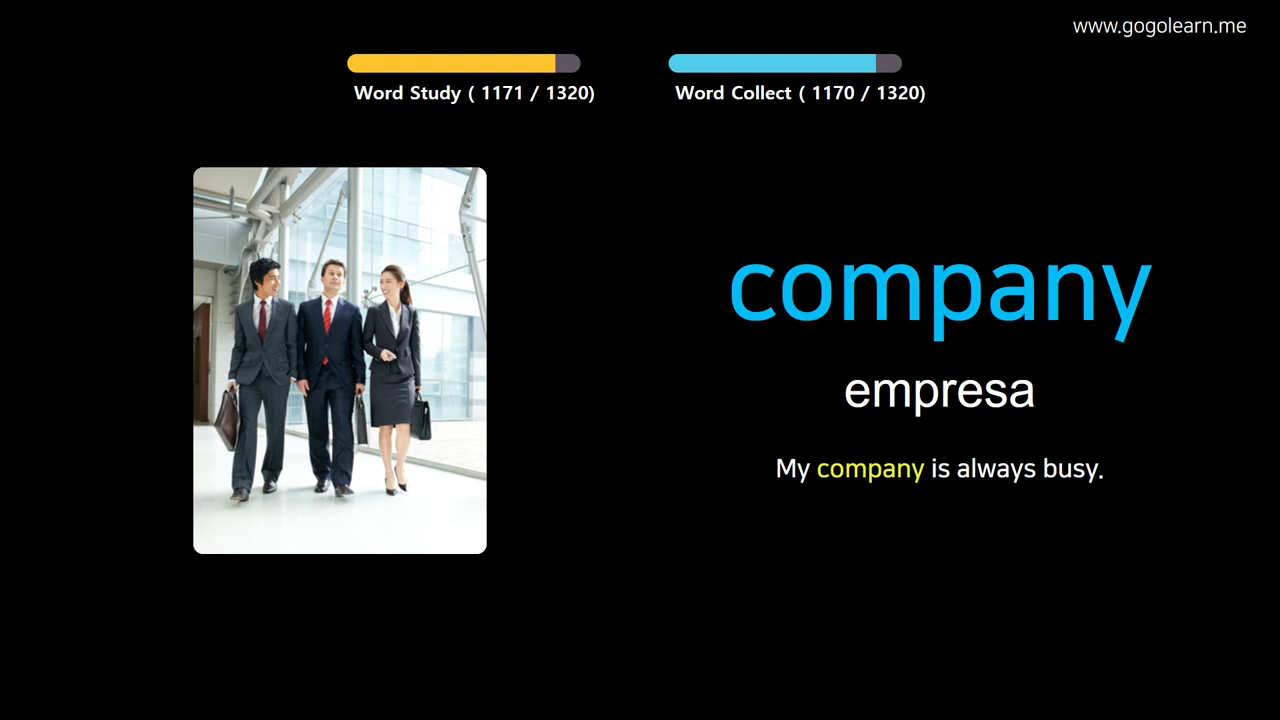 www.gogolearn.me
Word Study ( 1171 / 1320)
Word Collect ( 1170 / 1320)
company
empresa
My company is always busy.